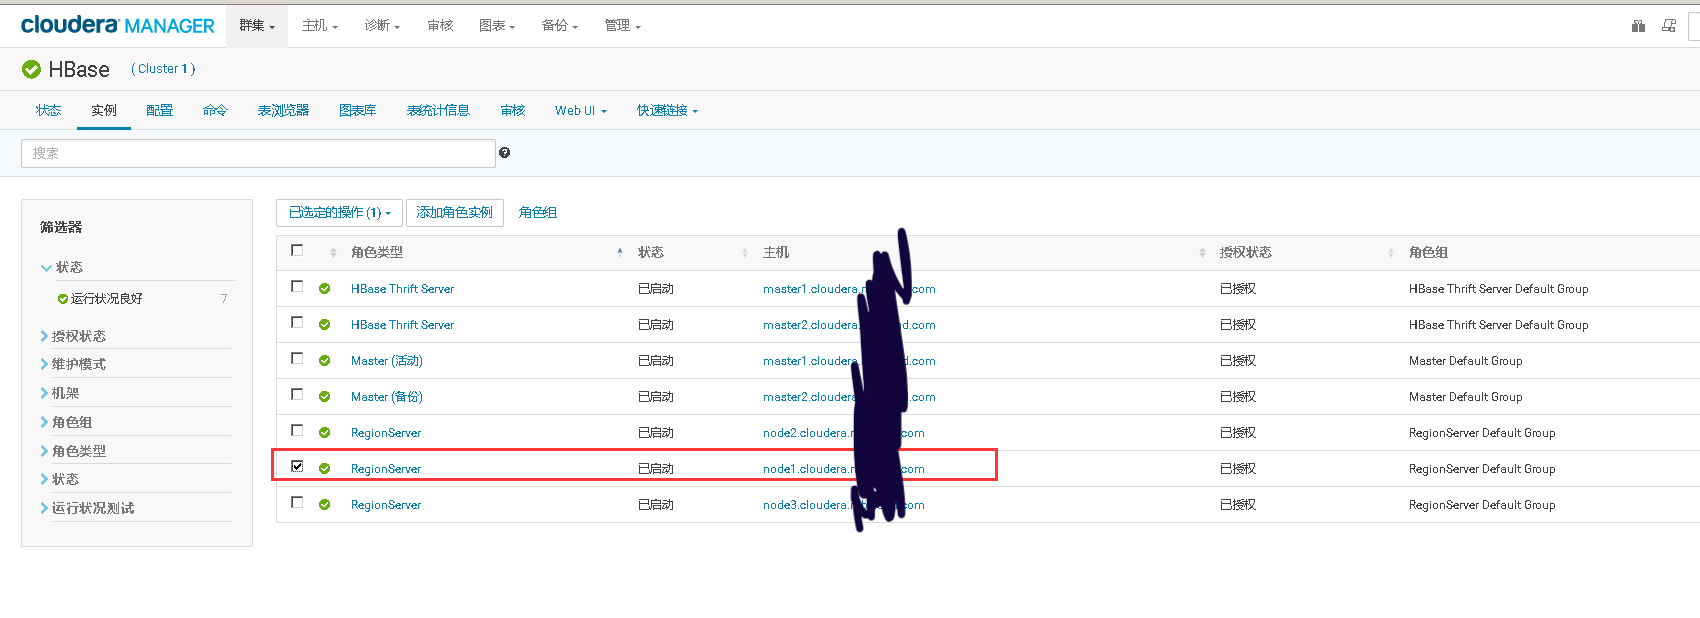 cloudera MANAGER 群集 主机 诊断 审核 图表 备份 管理
HBase ( Cluster 1 )
状态 实例 配置 命令 表浏览器 图表库 表统计信息 审核 Web UI 快速链接
搜索
筛选器
状态
运行状况良好 7
授权状态
维护模式
机架
角色组
角色类型
状态
运行状况测试
已选定的操作 (1) 添加角色实例 角色组
角色类型 状态 主机 授权状态 角色组
HBase Thrift Server 已启动 master1.cloudera. com 已授权 HBase Thrift Server Default Group
HBase Thrift Server 已启动 master2.cloudera. d.com 已授权 HBase Thrift Server Default Group
Master (活动) 已启动 master1.cloudera. d.com 已授权 Master Default Group
Master (备份) 已启动 master2.cloudera .com 已授权 Master Default Group
RegionServer 已启动 node2.cloudera. com 已授权 RegionServer Default Group
RegionServer 已启动 node1.cloudera. .com 已授权 RegionServer Default Group
RegionServer 已启动 node3.cloudera. .com 已授权 RegionServer Default Group